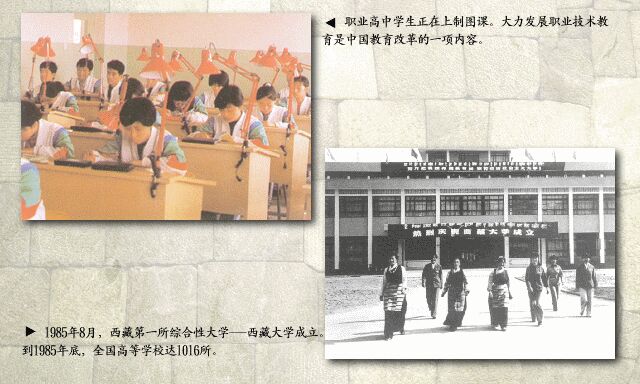 ◀ 职业高中学生正在上制图课。大力发展职业技术教
育是中国教育改革的一项内容。
热烈庆祝西藏大学成立
▶ 1985年8月，西藏第一所综合性大学──西藏大学成立。
到1985年底，全国高等学校达1016所。